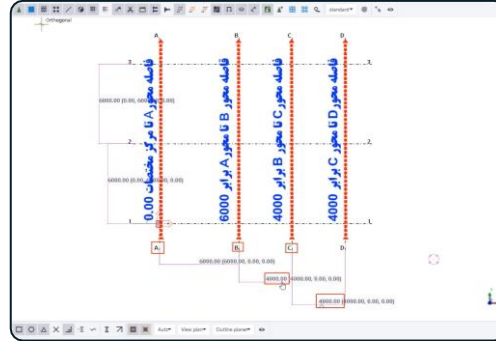 standard
Orthogonal
A B C D
3 3
6000.00 (0.00, 6000.00, 0.00)
2 2
6000.00 (0.00, 6000.00, 0.00)
1 1
فاصله محور A تا مرکز مختصات 0.00
فاصله محور A تا محور B برابر 6000
فاصله محور B تا محور C برابر 4000
فاصله محور C تا محور D برابر 4000
A B C D
6000.00 (6000.00, 0.00, 0.00)
4000.00 (4000.00, 0.00, 0.00)
4000.00 (4000.00, 0.00, 0.00)
Auto View plan Outline planes